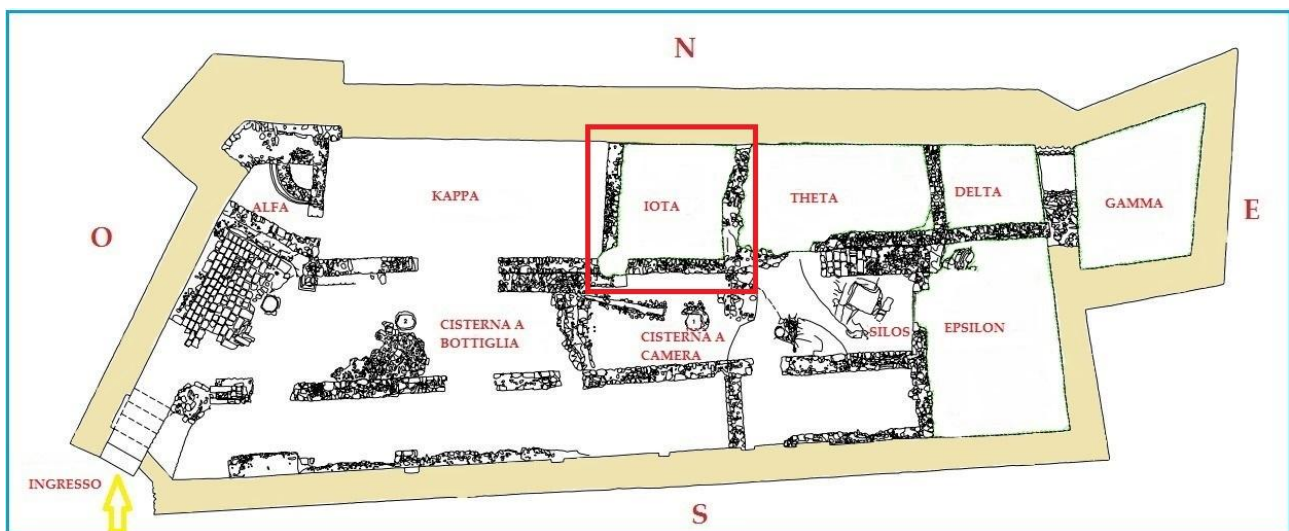 N
O
E
S
ALFA
KAPPA
IOTA
THETA
DELTA
GAMMA
CISTERNA A
BOTTIGLIA
CISTERNA A
CAMERA
SILOS
EPSILON
INGRESSO